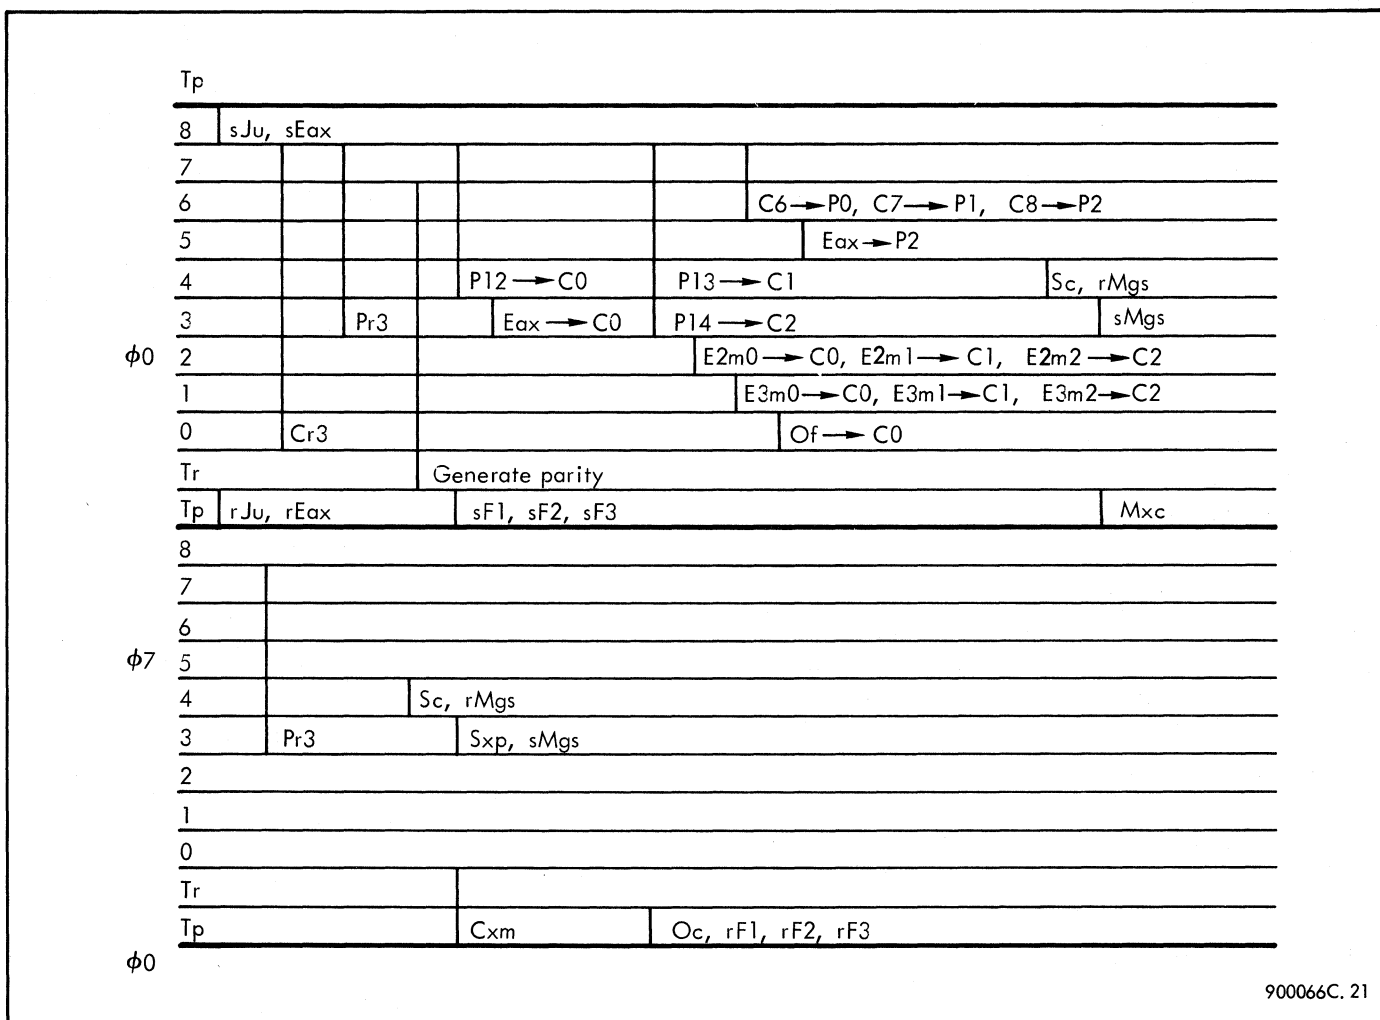 Tp
8 sJu, sEax
7
6 C6→P0, C7→P1, C8→P2
5 Eax→P2
4 P12→C0 P13→C1 Sc, rMgs
3 Pr3 Eax→C0 P14→C2 sMgs
ϕ0 2 E2m0→C0, E2m1→C1, E2m2→C2
1 E3m0→C0, E3m1→C1, E3m2→C2
0 Cr3 Of→C0
Tr Generate parity
Tp rJu, rEax sF1, sF2, sF3 Mxc
8
7
6
ϕ7 5
4 Sc, rMgs
3 Pr3 Sxp, sMgs
2
1
0
Tr
Tp Cxm Oc, rF1, rF2, rF3
ϕ0
900066C.21